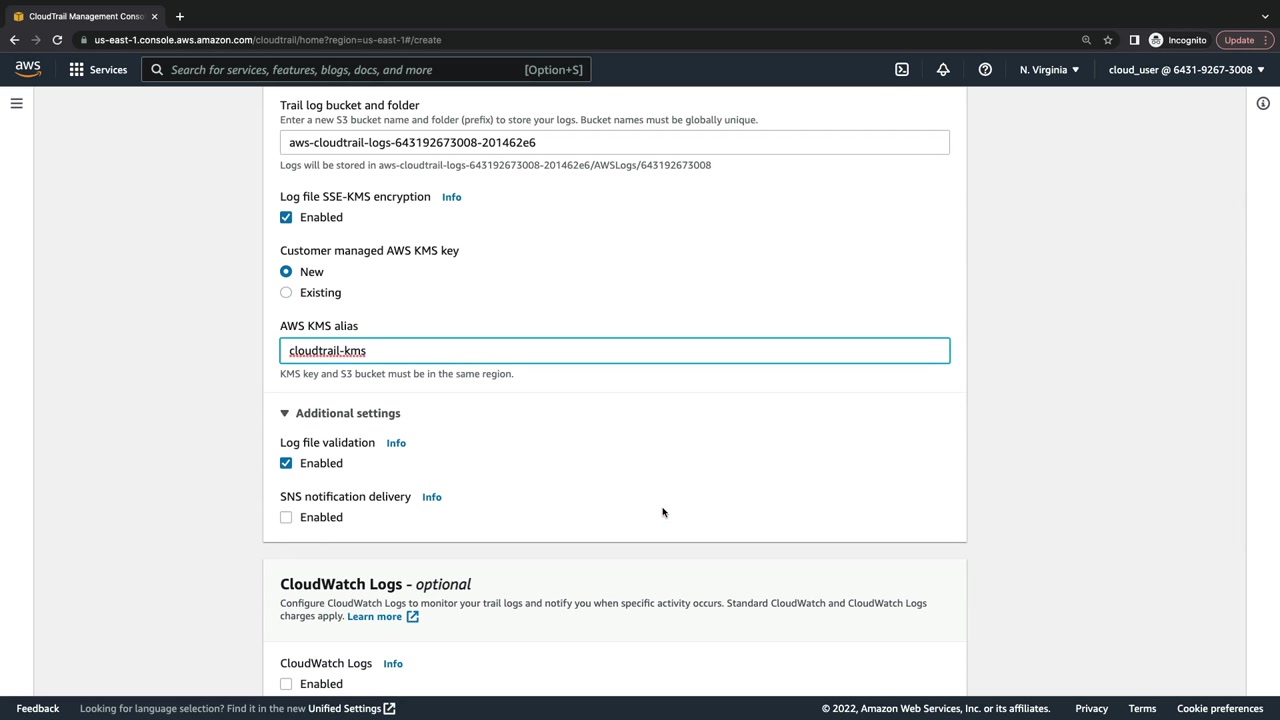 CloudTrail Management Conso
us-east-1.console.aws.amazon.com/cloudtrail/home?region=us-east-1#/create
Incognito
Update
aws
Services
Search for services, features, blogs, docs, and more
[Option+S]
N. Virginia
cloud_user @ 6431-9267-3008
Trail log bucket and folder
Enter a new S3 bucket name and folder (prefix) to store your logs. Bucket names must be globally unique.
aws-cloudtrail-logs-643192673008-201462e6
Logs will be stored in aws-cloudtrail-logs-643192673008-201462e6/AWSLogs/643192673008
Log file SSE-KMS encryption Info
Enabled
Customer managed AWS KMS key
New
Existing
AWS KMS alias
cloudtrail-kms
KMS key and S3 bucket must be in the same region.
Additional settings
Log file validation Info
Enabled
SNS notification delivery Info
Enabled
CloudWatch Logs - optional
Configure CloudWatch Logs to monitor your trail logs and notify you when specific activity occurs. Standard CloudWatch and CloudWatch Logs
charges apply. Learn more
CloudWatch Logs Info
Enabled
Feedback
Looking for language selection? Find it in the new Unified Settings
© 2022, Amazon Web Services, Inc. or its affiliates.
Privacy
Terms
Cookie preferences